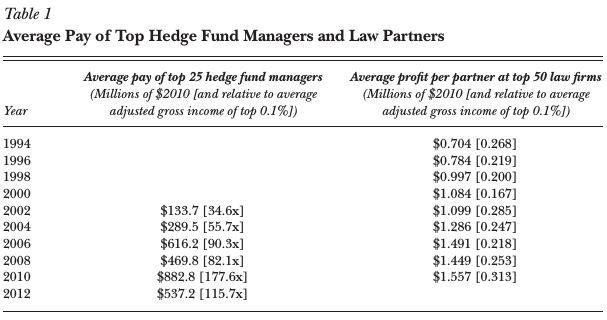 Table 1
Average Pay of Top Hedge Fund Managers and Law Partners
Average pay of top 25 hedge fund managers Average profit per partner at top 50 law firms
(Millions of $2010 [and relative to average (Millions of $2010 [and relative to average
Year adjusted gross income of top 0.1%]) adjusted gross income of top 0.1%])
1994 $0.704 [0.268]
1996 $0.784 [0.219]
1998 $0.997 [0.200]
2000 $1.084 [0.167]
2002 $133.7 [34.6x] $1.099 [0.285]
2004 $289.5 [55.7x] $1.286 [0.247]
2006 $616.2 [90.3x] $1.491 [0.218]
2008 $469.8 [82.1x] $1.449 [0.253]
2010 $882.8 [177.6x] $1.557 [0.313]
2012 $537.2 [115.7x]